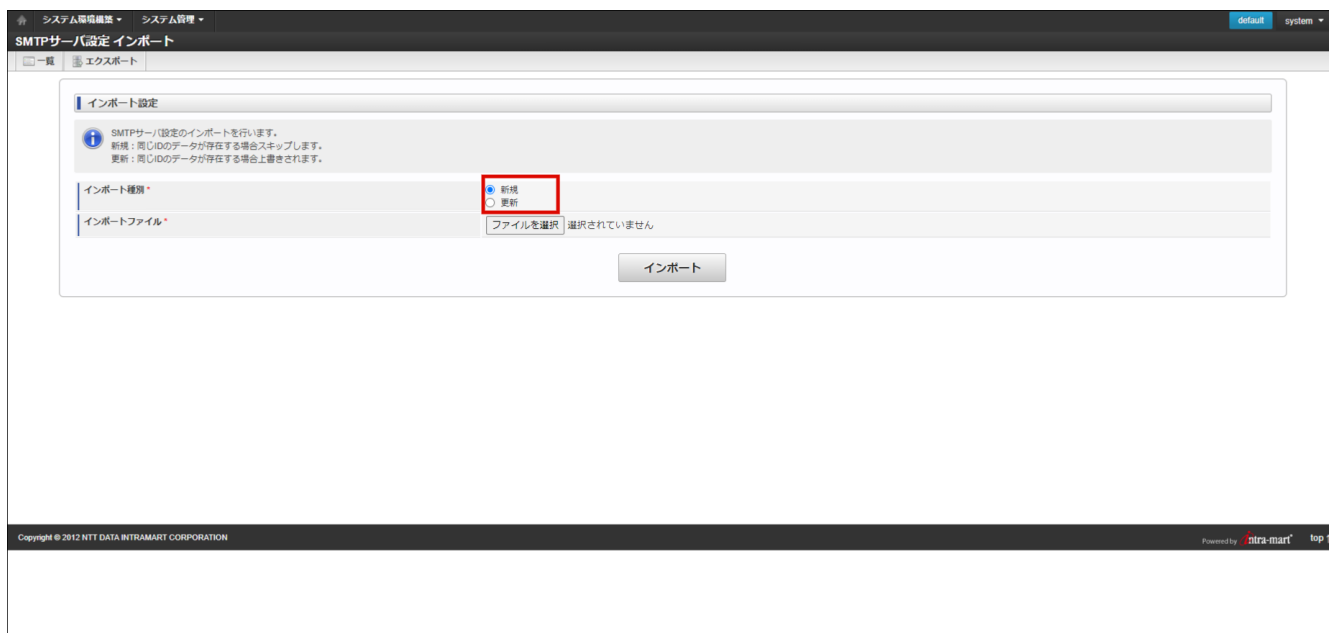 システム環境構築 ▾ システム管理 ▾ default system ▾
SMTPサーバ設定 インポート
一覧 エクスポート
インポート設定
SMTPサーバ設定のインポートを行います。
新規：同じIDのデータが存在する場合スキップします。
更新：同じIDのデータが存在する場合上書きされます。
インポート種別 * 新規
更新
インポートファイル * ファイルを選択 選択されていません
インポート
Copyright © 2012 NTT DATA INTRAMART CORPORATION Powered by intra-mart top